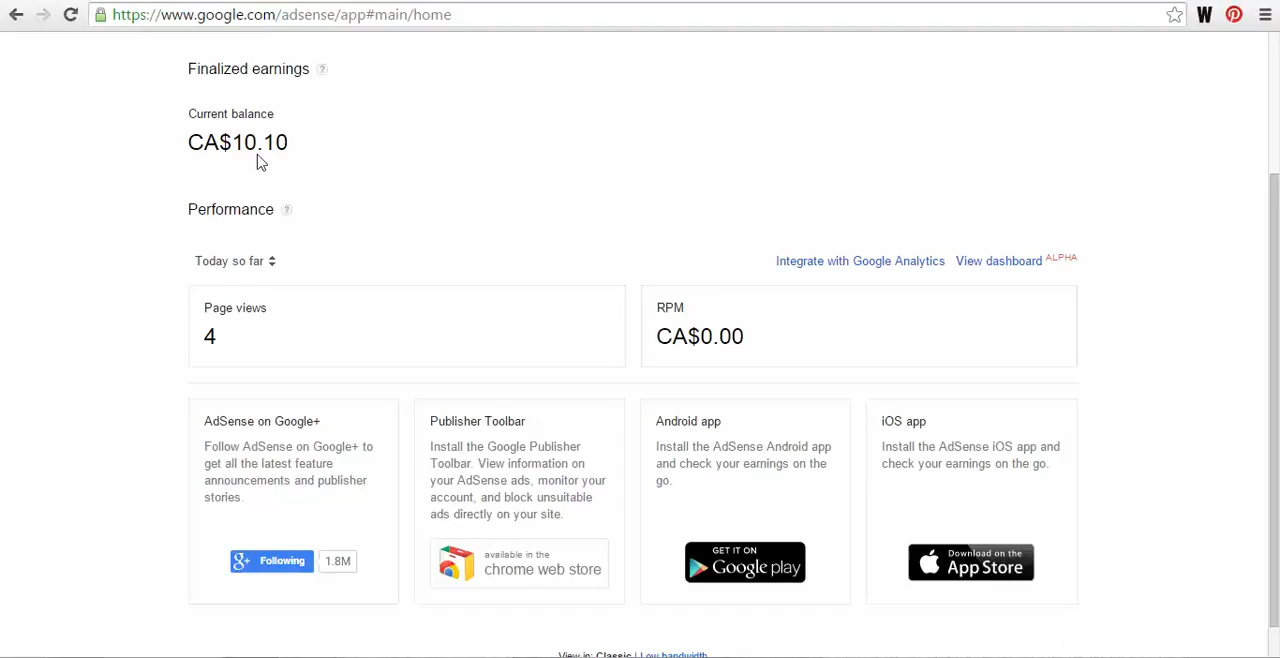 https://www.google.com/adsense/app#main/home
W
Finalized earnings ?
Current balance
CA$10.10
Performance ?
Today so far
Integrate with Google Analytics View dashboard ALPHA
Page views
4
RPM
CA$0.00
AdSense on Google+
Follow AdSense on Google+ to
get all the latest feature
announcements and publisher
stories.
g+ Following 1.8M
Publisher Toolbar
Install the Google Publisher
Toolbar. View information on
your AdSense ads, monitor your
account, and block unsuitable
ads directly on your site.
available in the
chrome web store
Android app
Install the AdSense Android app
and check your earnings on the
go.
GET IT ON
Google play
iOS app
Install the AdSense iOS app and
check your earnings on the go.
Download on the
App Store
View in: Classic | Low bandwidth